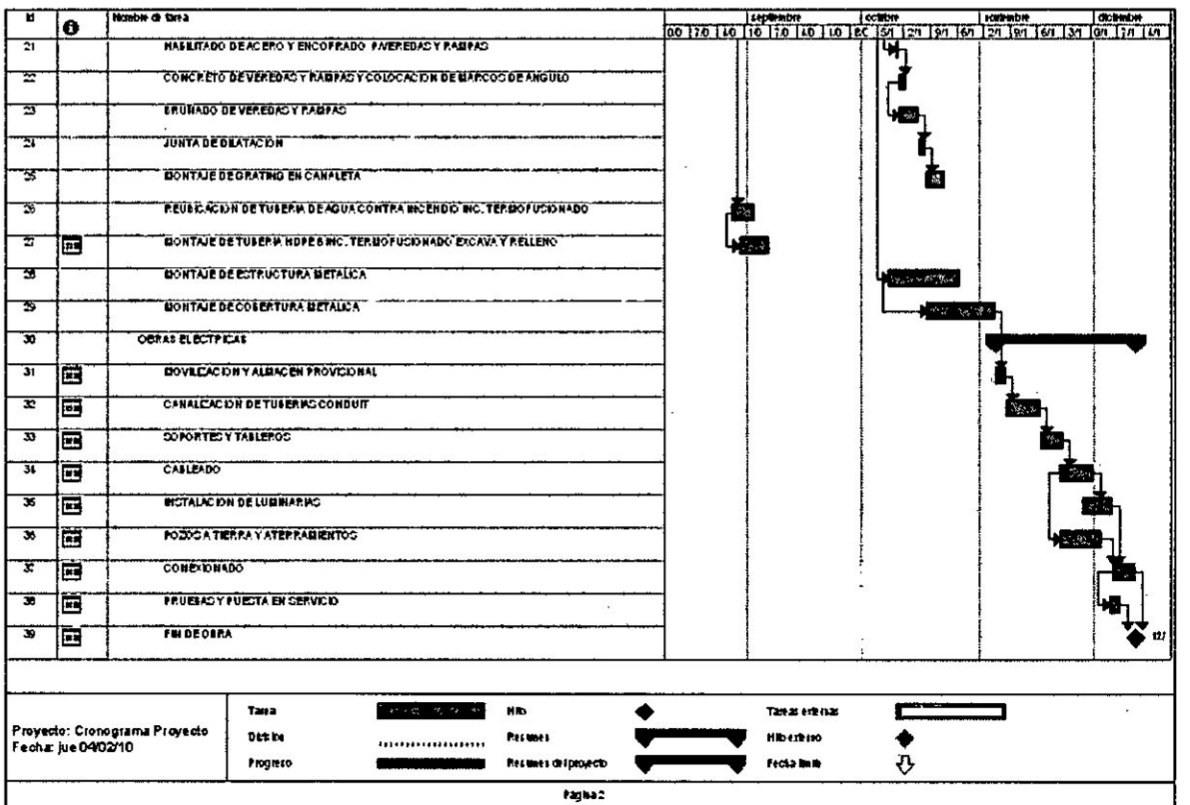 Id Nombre de tarea septiembre octubre noviembre diciembre
21 HABILITADO DE ACERO Y ENCOFRADO P/VEREDAS Y RAMPAS
22 CONCRETO DE VEREDAS Y RAMPAS Y COLOCACION DE MARCOS DE ANGULO
23 BRUÑADO DE VEREDAS Y RAMPAS
24 JUNTA DE DILATACION
25 MONTAJE DE GRATING EN CANALETA
26 REUBICACION DE TUBERIA DE AGUA CONTRA INCENDIO INC. TERMOFUSIONADO
27 MONTAJE DE TUBERIA HDPE 8 INC. TERMOFUSIONADO EXCAVA Y RELLENO
28 MONTAJE DE ESTRUCTURA METALICA
29 MONTAJE DE COBERTURA METALICA
30 OBRAS ELECTRICAS
31 MOVILIZACION Y ALMACEN PROVISIONAL
32 CANALIZACION DE TUBERIAS CONDUIT
33 SOPORTES Y TABLEROS
34 CABLEADO
35 INSTALACION DE LUMINARIAS
36 POZOS A TIERRA Y ATERRAMIENTOS
37 CONEXIONADO
38 PRUEBAS Y PUESTA EN SERVICIO
39 FIN DE OBRA
Proyecto: Cronograma Proyecto
Fecha: jue 04/02/10
Tarea Hito Tareas externas
División Resumen Hito externo
Progreso Resumen del proyecto Fecha límite
Página 2